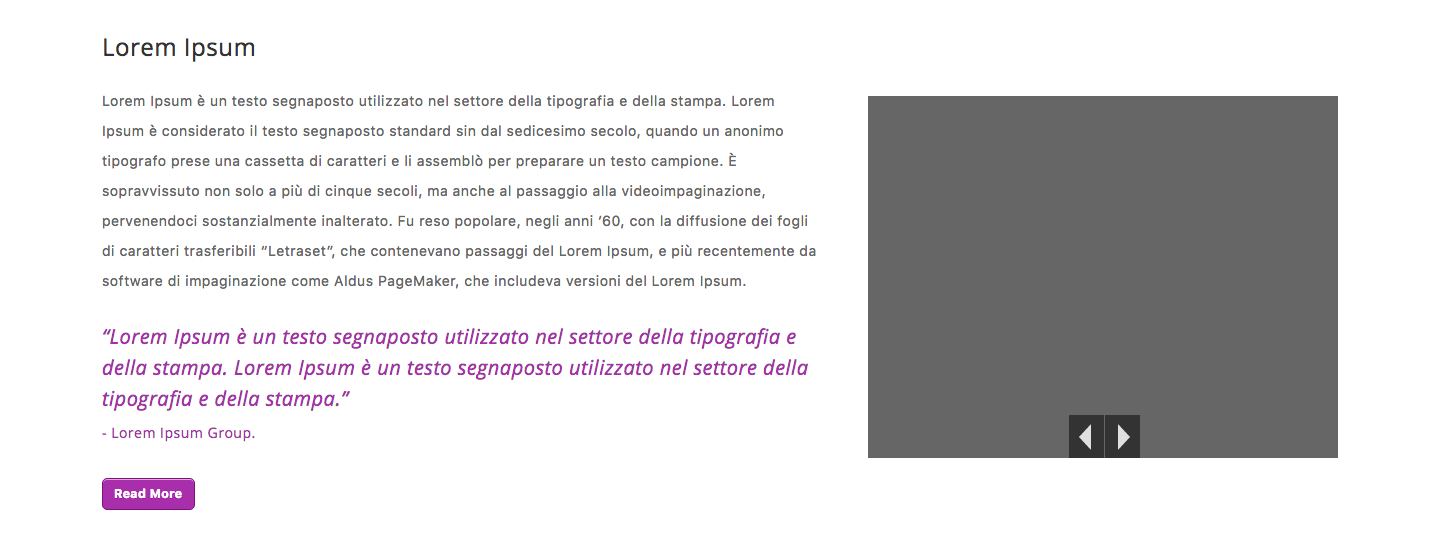 Lorem Ipsum
Lorem Ipsum è un testo segnaposto utilizzato nel settore della tipografia e della stampa. Lorem
Ipsum è considerato il testo segnaposto standard sin dal sedicesimo secolo, quando un anonimo
tipografo prese una cassetta di caratteri e li assemblò per preparare un testo campione. È
sopravvissuto non solo a più di cinque secoli, ma anche al passaggio alla videoimpaginazione,
pervenendoci sostanzialmente inalterato. Fu reso popolare, negli anni ’60, con la diffusione dei fogli
di caratteri trasferibili “Letraset”, che contenevano passaggi del Lorem Ipsum, e più recentemente da
software di impaginazione come Aldus PageMaker, che includeva versioni del Lorem Ipsum.
“Lorem Ipsum è un testo segnaposto utilizzato nel settore della tipografia e
della stampa. Lorem Ipsum è un testo segnaposto utilizzato nel settore della
tipografia e della stampa.”
- Lorem Ipsum Group.
Read More